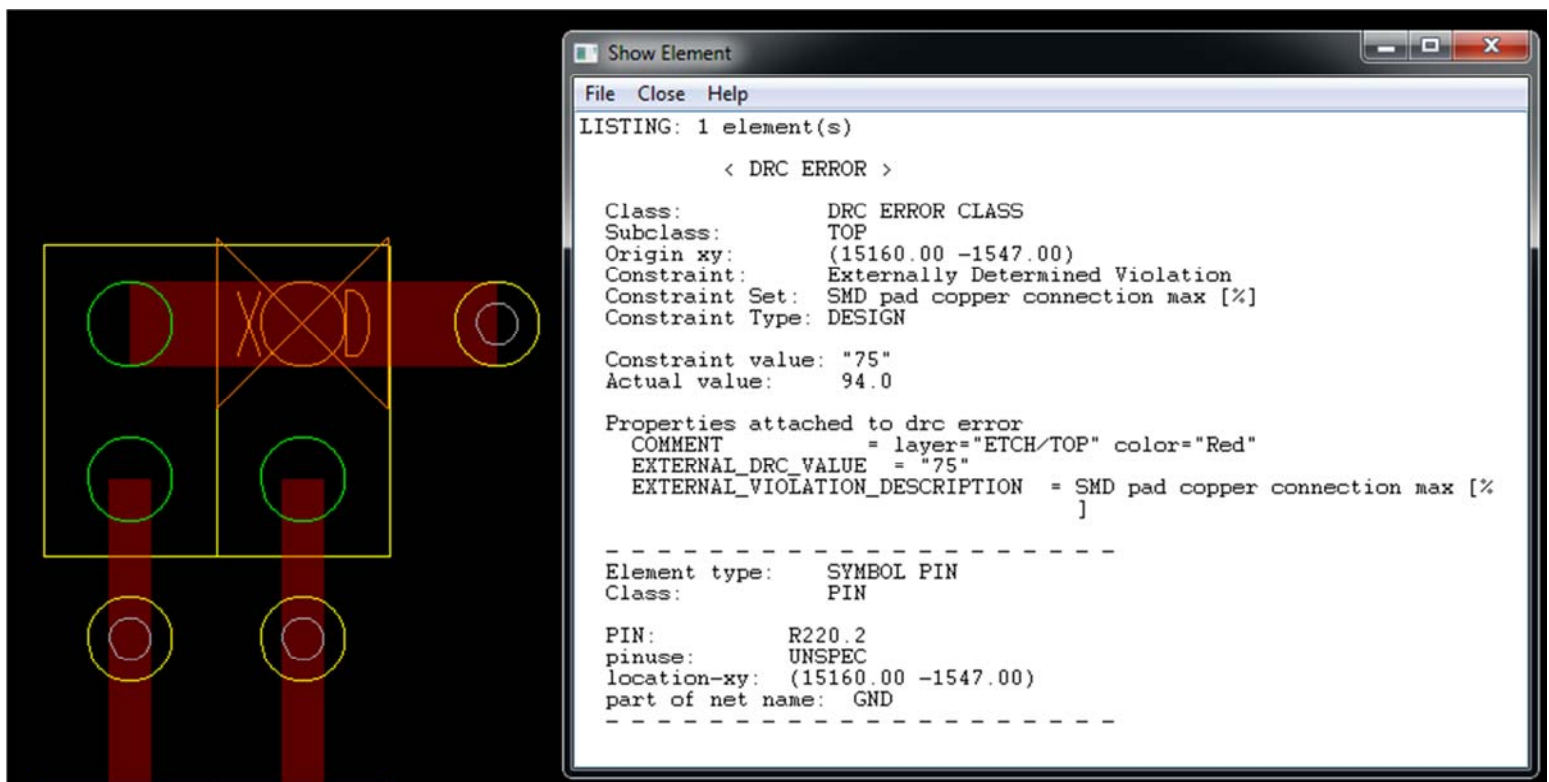 Show Element
File Close Help
LISTING: 1 element(s)
< DRC ERROR >
Class: DRC ERROR CLASS
Subclass: TOP
Origin xy: (15160.00 -1547.00)
Constraint: Externally Determined Violation
Constraint Set: SMD pad copper connection max [%]
Constraint Type: DESIGN
Constraint value: "75"
Actual value: 94.0
Properties attached to drc error
COMMENT = layer="ETCH/TOP" color="Red"
EXTERNAL_DRC_VALUE = "75"
EXTERNAL_VIOLATION_DESCRIPTION = SMD pad copper connection max [%
]
- - - - - - - - - - - - - - - - - - - -
Element type: SYMBOL PIN
Class: PIN
PIN: R220.2
pinuse: UNSPEC
location-xy: (15160.00 -1547.00)
part of net name: GND
- - - - - - - - - - - - - - - - - - - -
X D